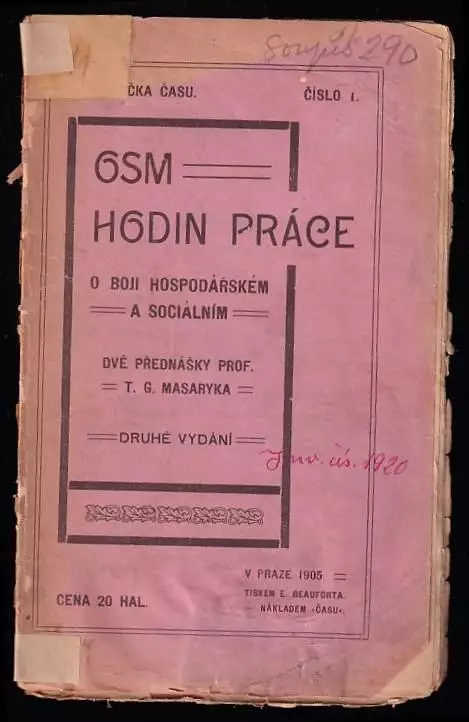 290
ČKA ČASU. ČÍSLO 1.
OSM
HODIN PRÁCE
O BOJI HOSPODÁŘSKÉM
A SOCIÁLNÍM
DVĚ PŘEDNÁŠKY PROF.
T. G. MASARYKA
DRUHÉ VYDÁNÍ
Inv. čís. 1920
V PRAZE 1905
TISKEM E. BEAUFORTA.
NÁKLADEM »ČASU«.
CENA 20 HAL.